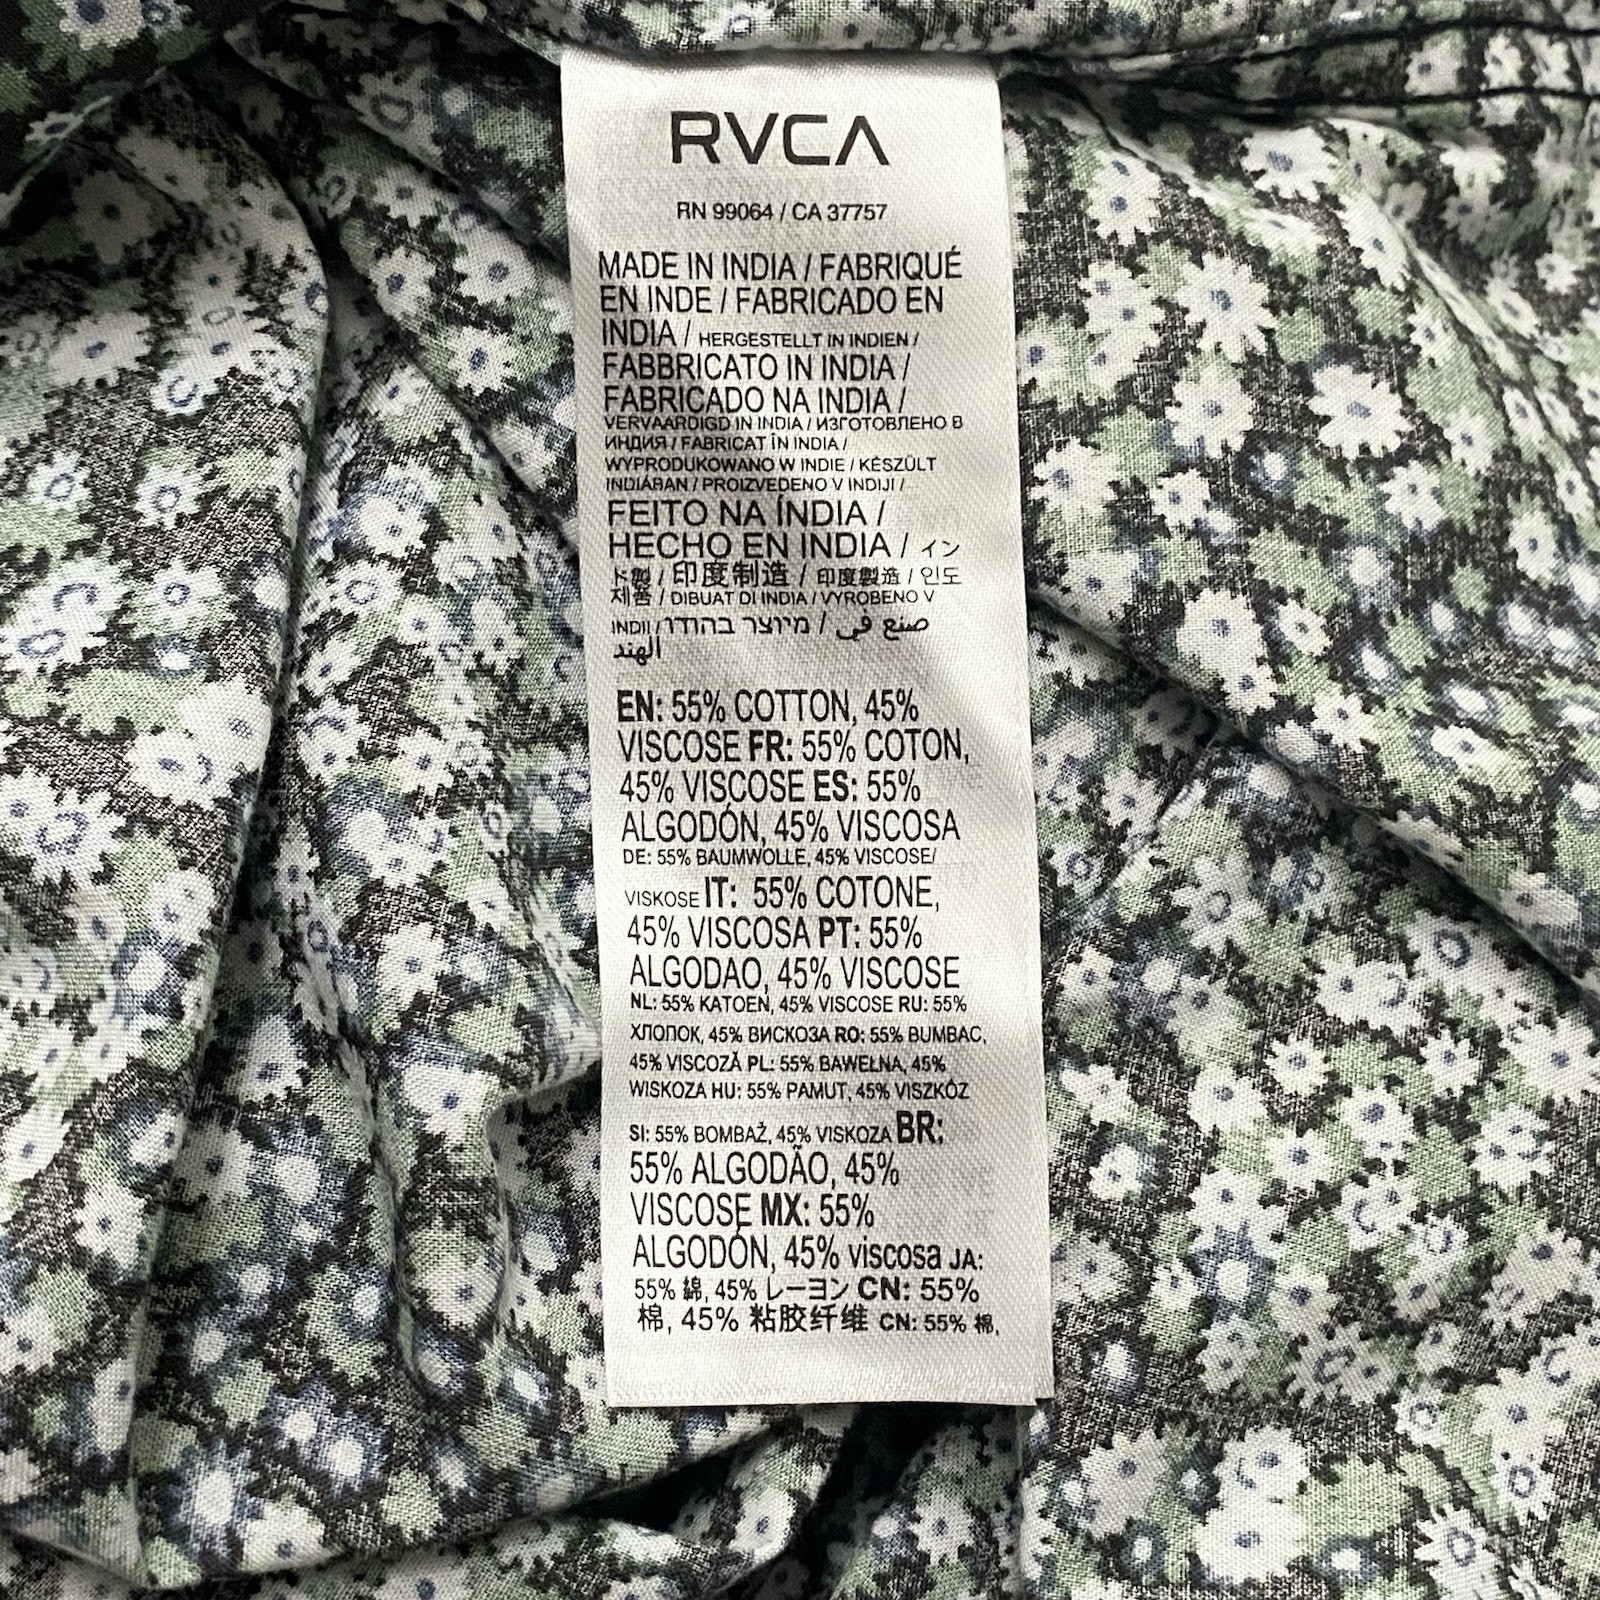 RVCA
RN 99064 / CA 37757
MADE IN INDIA / FABRIQUÉ
EN INDE / FABRICADO EN
INDIA / HERGESTELLT IN INDIEN /
FABBRICATO IN INDIA /
FABRICADO NA INDIA /
VERVAARDIGD IN INDIA / ИЗГОТОВЛЕНО В
ИНДИЯ / FABRICAT ÎN INDIA /
WYPRODUKOWANO W INDIE / KÉSZÜLT
INDIÁBAN / PROIZVEDENO V INDIJI /
FEITO NA ÍNDIA /
HECHO EN INDIA / イン
ド製 / 印度制造 / 印度製造 / 인도
제품 / DIBUAT DI INDIA / VYROBENO V
INDII / מיוצר בהודו / صنع في
الهند
EN: 55% COTTON, 45%
VISCOSE FR: 55% COTON,
45% VISCOSE ES: 55%
ALGODÓN, 45% VISCOSA
DE: 55% BAUMWOLLE, 45% VISCOSE/
VISKOSE IT: 55% COTONE,
45% VISCOSA PT: 55%
ALGODAO, 45% VISCOSE
NL: 55% KATOEN, 45% VISCOSE RU: 55%
ХЛОПОК, 45% ВИСКОЗА RO: 55% BUMBAC,
45% VISCOZĂ PL: 55% BAWEŁNA, 45%
WISKOZA HU: 55% PAMUT, 45% VISZKÓZ
SI: 55% BOMBAŽ, 45% VISKOZA BR:
55% ALGODÃO, 45%
VISCOSE MX: 55%
ALGODÓN, 45% viscosa JA:
55% 綿, 45% レーヨン CN: 55%
棉, 45% 粘胶纤维 CN: 55% 棉,